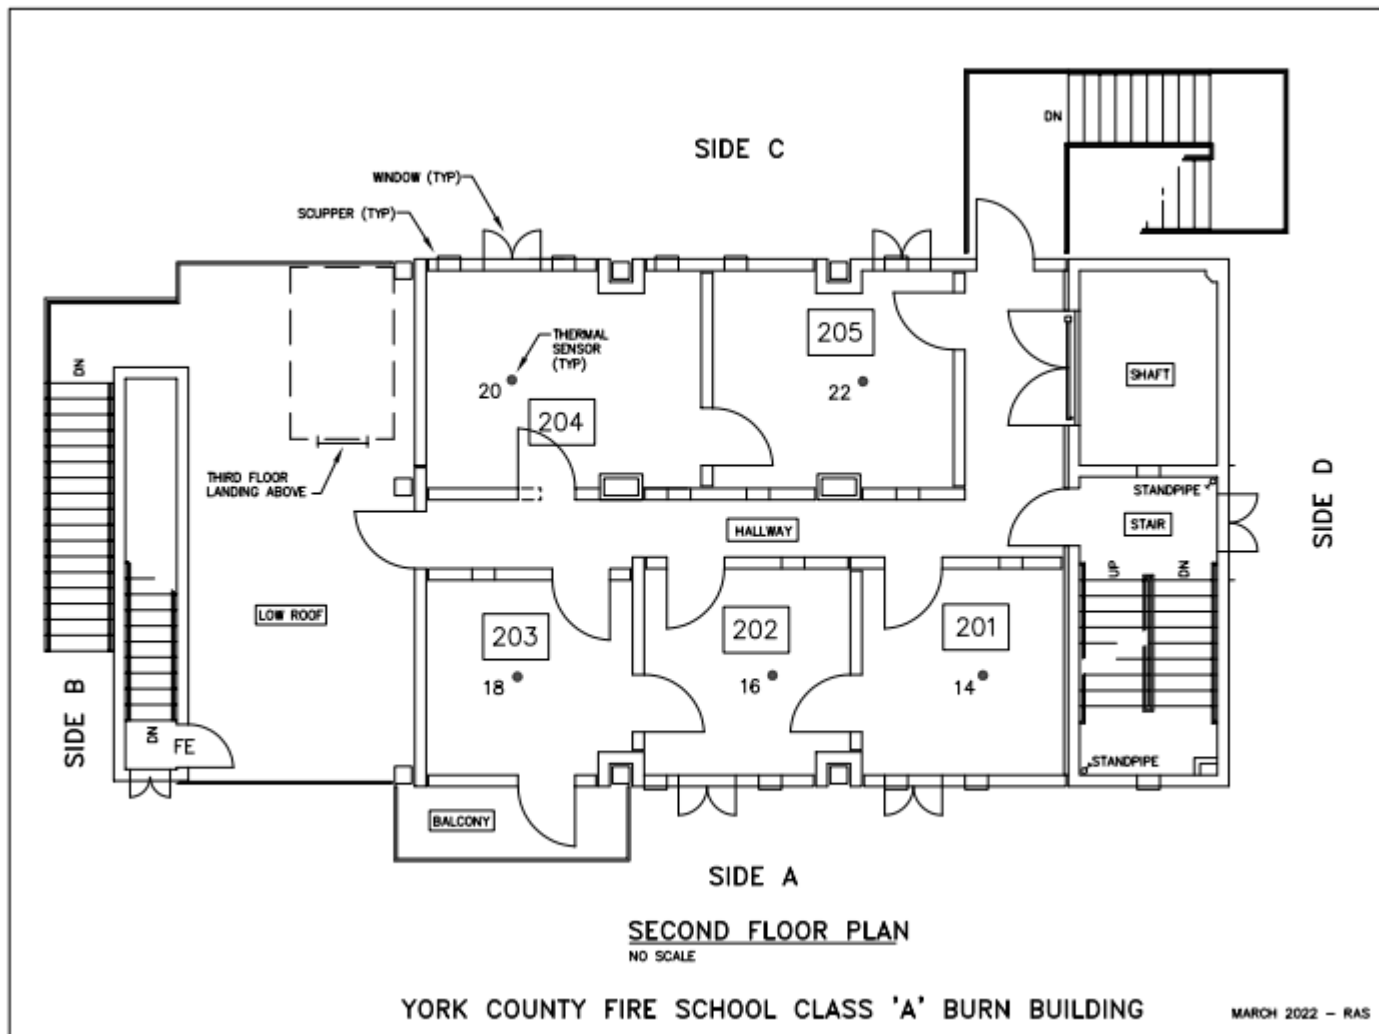 SIDE C
DN
WINDOW (TYP)
SCUPPER (TYP)
THERMAL
SENSOR
(TYP)
205
20
22
204
SHAFT
DN
THIRD FLOOR
LANDING ABOVE
STANDPIPE
STAIR
SIDE D
HALLWAY
UP
DN
LOW ROOF
203
202
201
18
16
14
SIDE B
DN
FE
STANDPIPE
BALCONY
SIDE A
SECOND FLOOR PLAN
NO SCALE
YORK COUNTY FIRE SCHOOL CLASS 'A' BURN BUILDING
MARCH 2022 - RAS